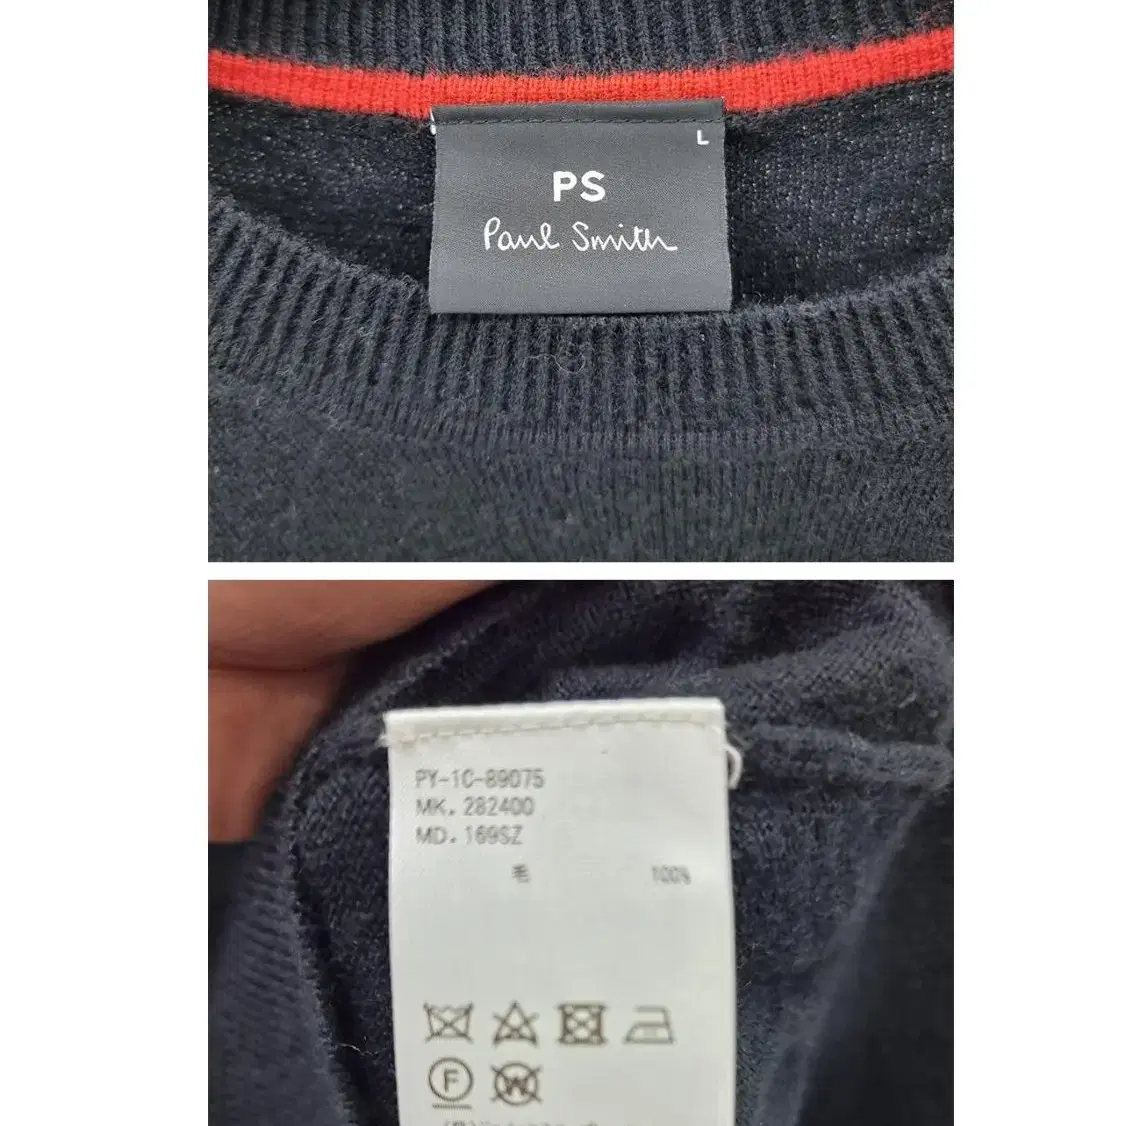 L
PS
Paul Smith
PY-1C-89075
MK. 282400
MD. 169SZ
毛 100%
F
W